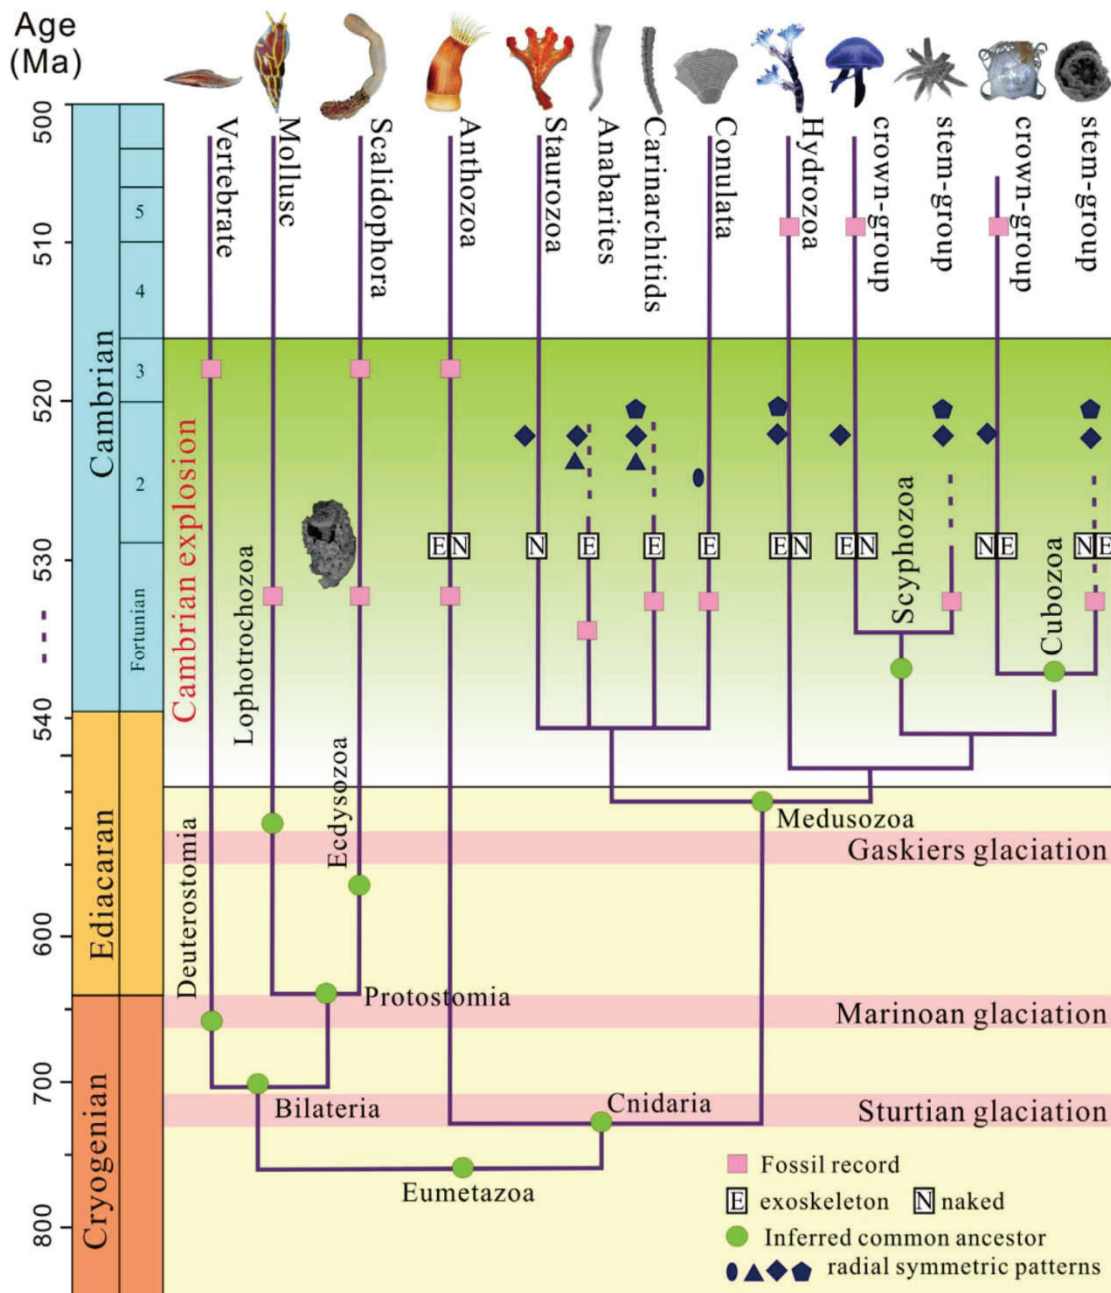 Age
(Ma)
500
510
520
530
540
600
700
800
Cambrian
Ediacaran
Cryogenian
5
4
3
2
Fortunian
Vertebrate
Mollusc
Scalidophora
Anthozoa
Staurozoa
Anabarites
Carinarchitids
Conulata
Hydrozoa
crown-group
stem-group
crown-group
stem-group
Cambrian explosion
Lophotrochozoa
Ecdysozoa
Deuterostomia
Scyphozoa
Cubozoa
E N
N
E
E
E
E N
E N
N E
N E
Medusozoa
Gaskiers glaciation
Protostomia
Marinoan glaciation
Bilateria
Cnidaria
Sturtian glaciation
Eumetazoa
Fossil record
E exoskeleton N naked
Inferred common ancestor
radial symmetric patterns